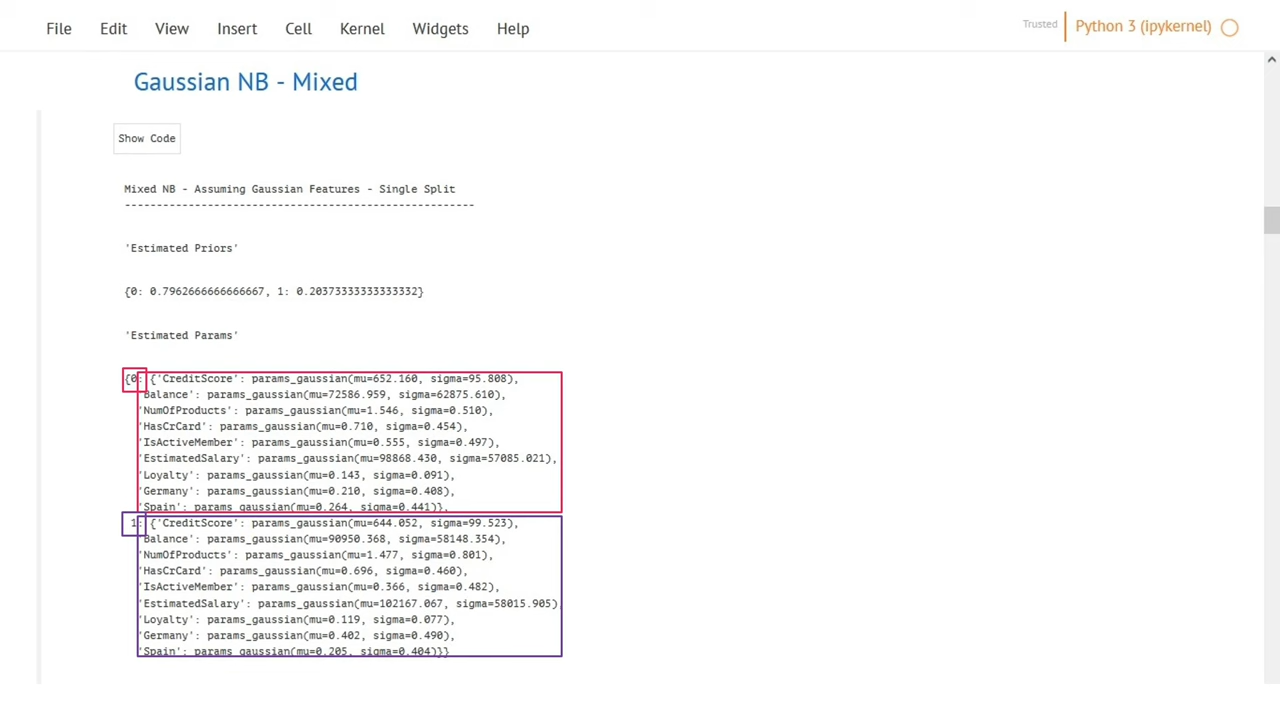 File Edit View Insert Cell Kernel Widgets Help Trusted Python 3 (ipykernel)
Gaussian NB - Mixed
Show Code
Mixed NB - Assuming Gaussian Features - Single Split
-------------------------------------------------------
'Estimated Priors'
{0: 0.7962666666666667, 1: 0.20373333333333332}
'Estimated Params'
{0: {'CreditScore': params_gaussian(mu=652.160, sigma=95.808),
'Balance': params_gaussian(mu=72586.959, sigma=62875.610),
'NumOfProducts': params_gaussian(mu=1.546, sigma=0.510),
'HasCrCard': params_gaussian(mu=0.710, sigma=0.454),
'IsActiveMember': params_gaussian(mu=0.555, sigma=0.497),
'EstimatedSalary': params_gaussian(mu=98868.430, sigma=57085.021),
'Loyalty': params_gaussian(mu=0.143, sigma=0.091),
'Germany': params_gaussian(mu=0.210, sigma=0.408),
'Spain': params_gaussian(mu=0.264, sigma=0.441)},
1: {'CreditScore': params_gaussian(mu=644.052, sigma=99.523),
'Balance': params_gaussian(mu=90950.368, sigma=58148.354),
'NumOfProducts': params_gaussian(mu=1.477, sigma=0.801),
'HasCrCard': params_gaussian(mu=0.696, sigma=0.460),
'IsActiveMember': params_gaussian(mu=0.366, sigma=0.482),
'EstimatedSalary': params_gaussian(mu=102167.067, sigma=58015.905),
'Loyalty': params_gaussian(mu=0.119, sigma=0.077),
'Germany': params_gaussian(mu=0.402, sigma=0.490),
'Spain': params_gaussian(mu=0.205, sigma=0.404)}}